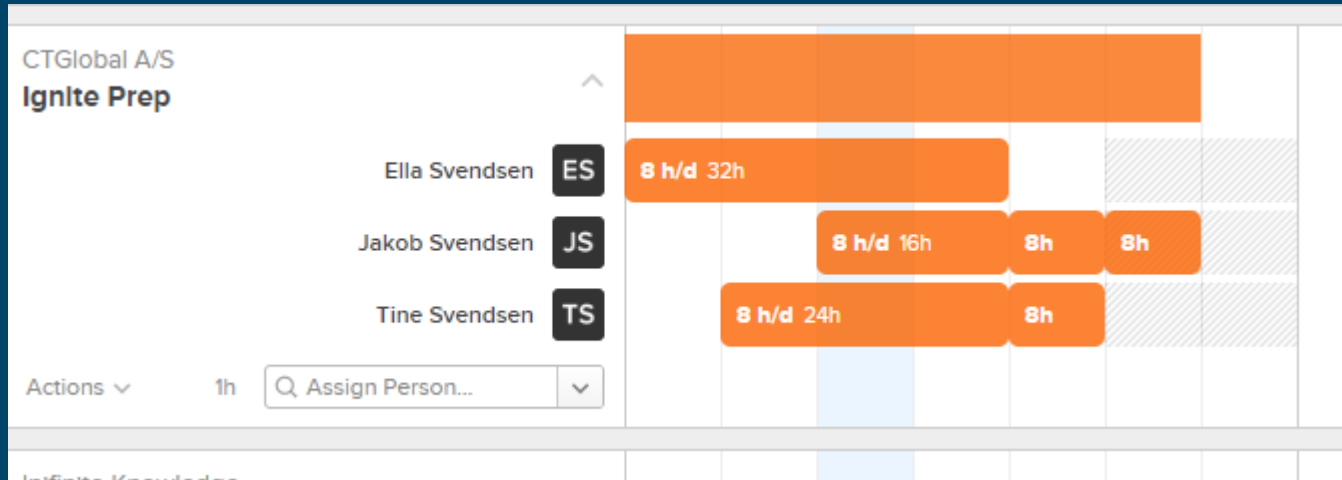 CTGlobal A/S
Ignite Prep
Ella Svendsen ES 8 h/d 32h
Jakob Svendsen JS 8 h/d 16h 8h 8h
Tine Svendsen TS 8 h/d 24h 8h
Actions 1h Assign Person...